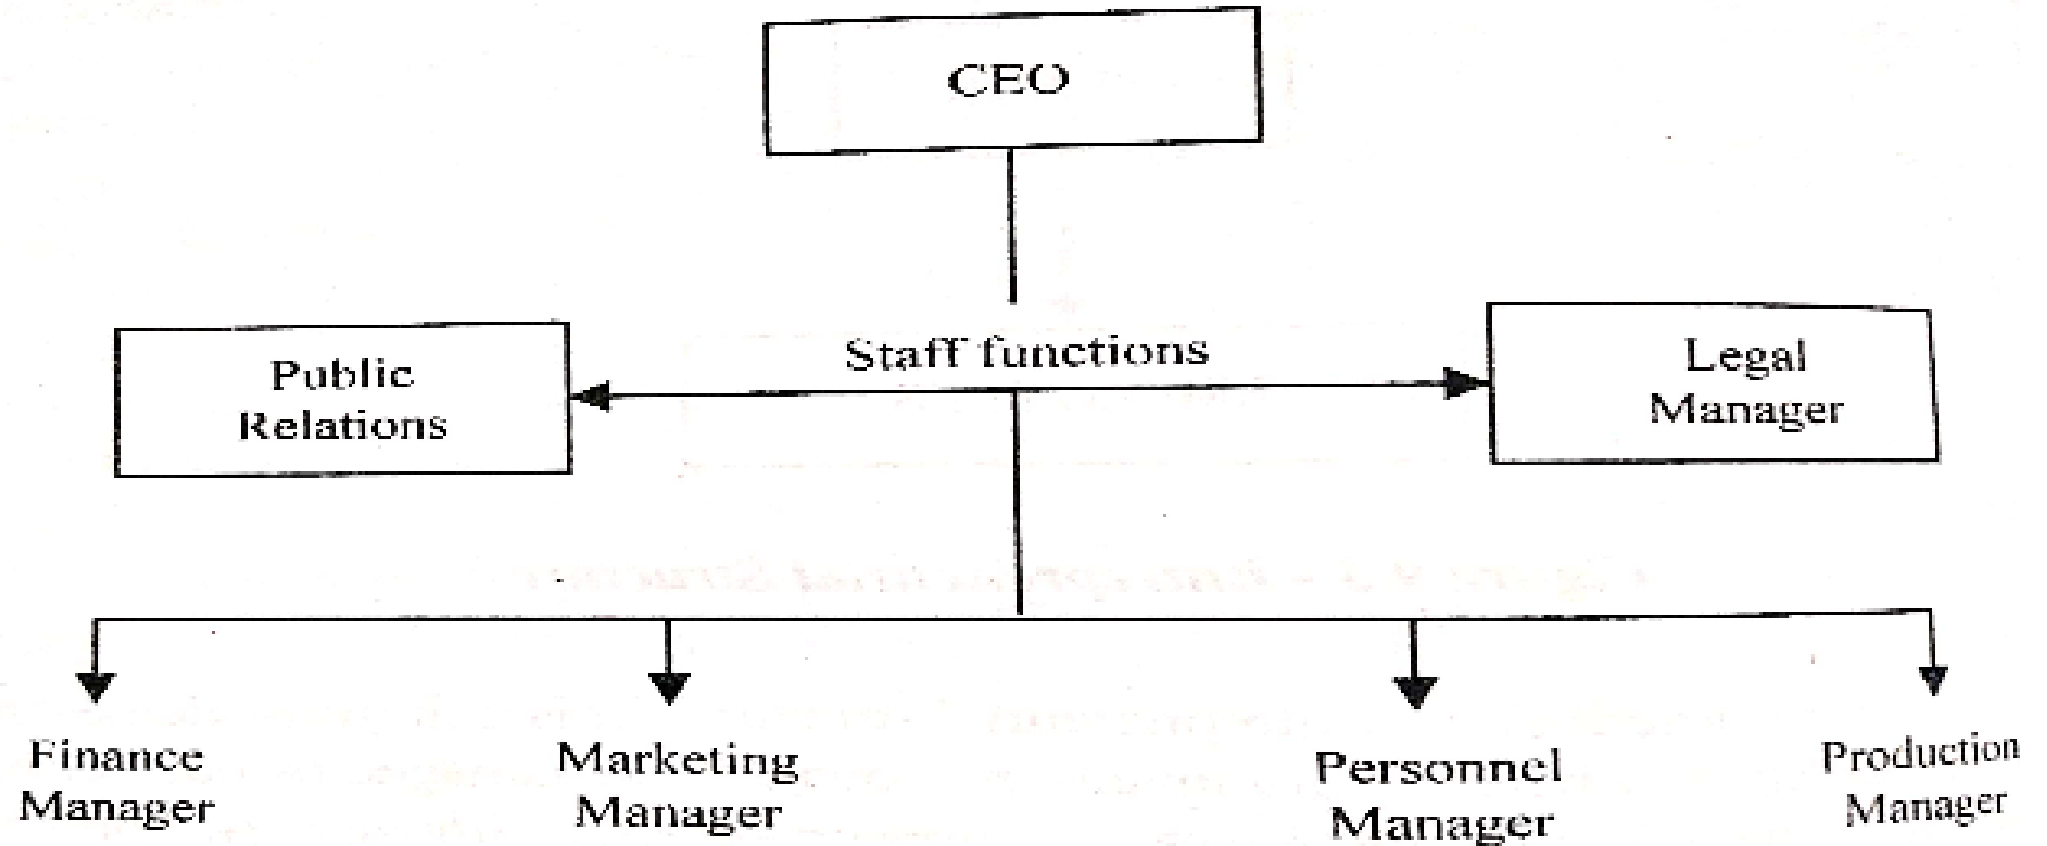 CEO
Staff functions
Public
Relations
Legal
Manager
Finance
Manager
Marketing
Manager
Personnel
Manager
Production
Manager